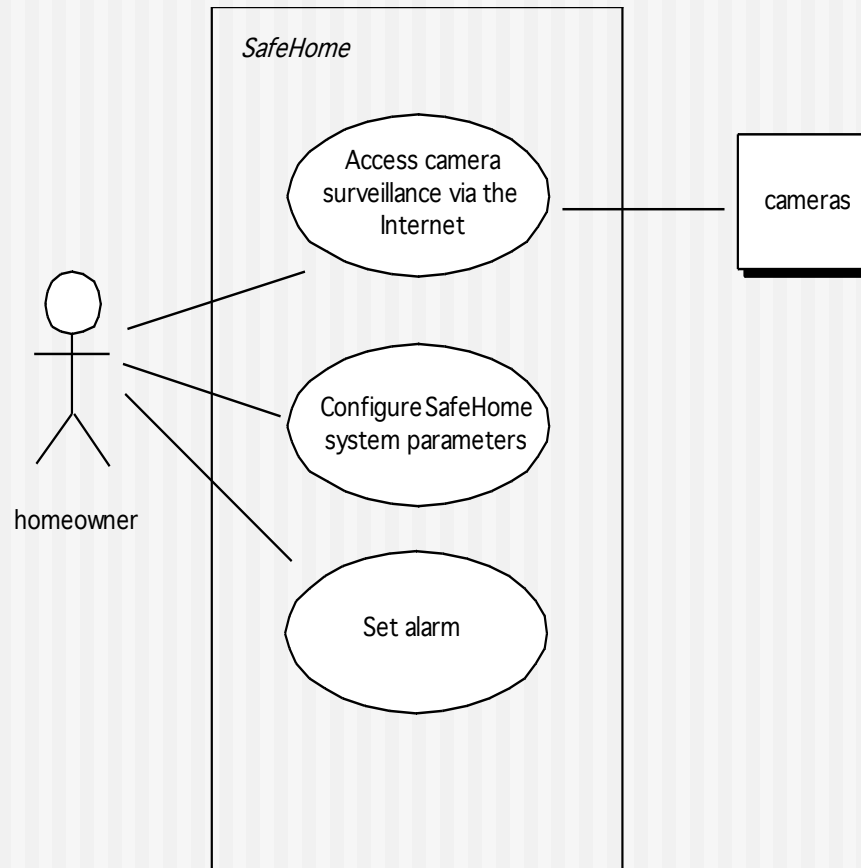 SafeHome
Access camera
surveillance via the
Internet
cameras
Configure SafeHome
system parameters
homeowner
Set alarm